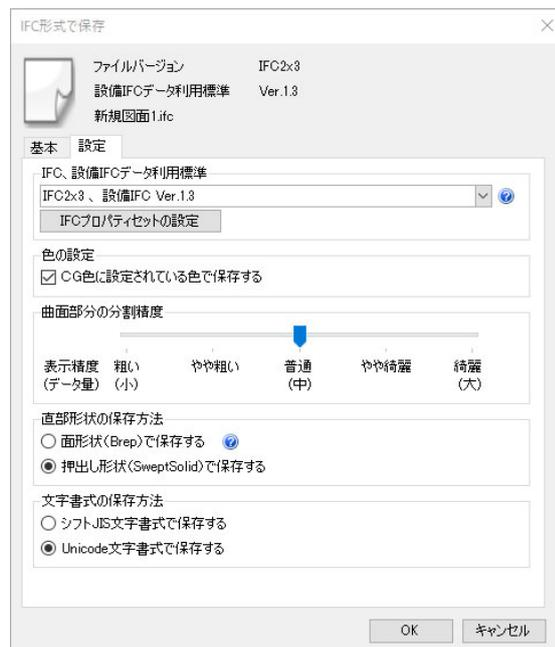 IFC形式で保存
ファイルバージョン IFC2x3
設備IFCデータ利用標準 Ver.1.3
新規図面1.ifc
基本 設定
IFC、設備IFCデータ利用標準
IFC2x3 、設備IFC Ver.1.3
IFCプロパティセットの設定
色の設定
CG色に設定されている色で保存する
曲面部分の分割精度
表示精度 粗い やや粗い 普通 やや綺麗 綺麗
(データ量) (小) (中) (大)
直部形状の保存方法
面形状(Brep)で保存する
押出し形状(SweptSolid)で保存する
文字書式の保存方法
シフトJIS文字書式で保存する
Unicode文字書式で保存する
OK キャンセル